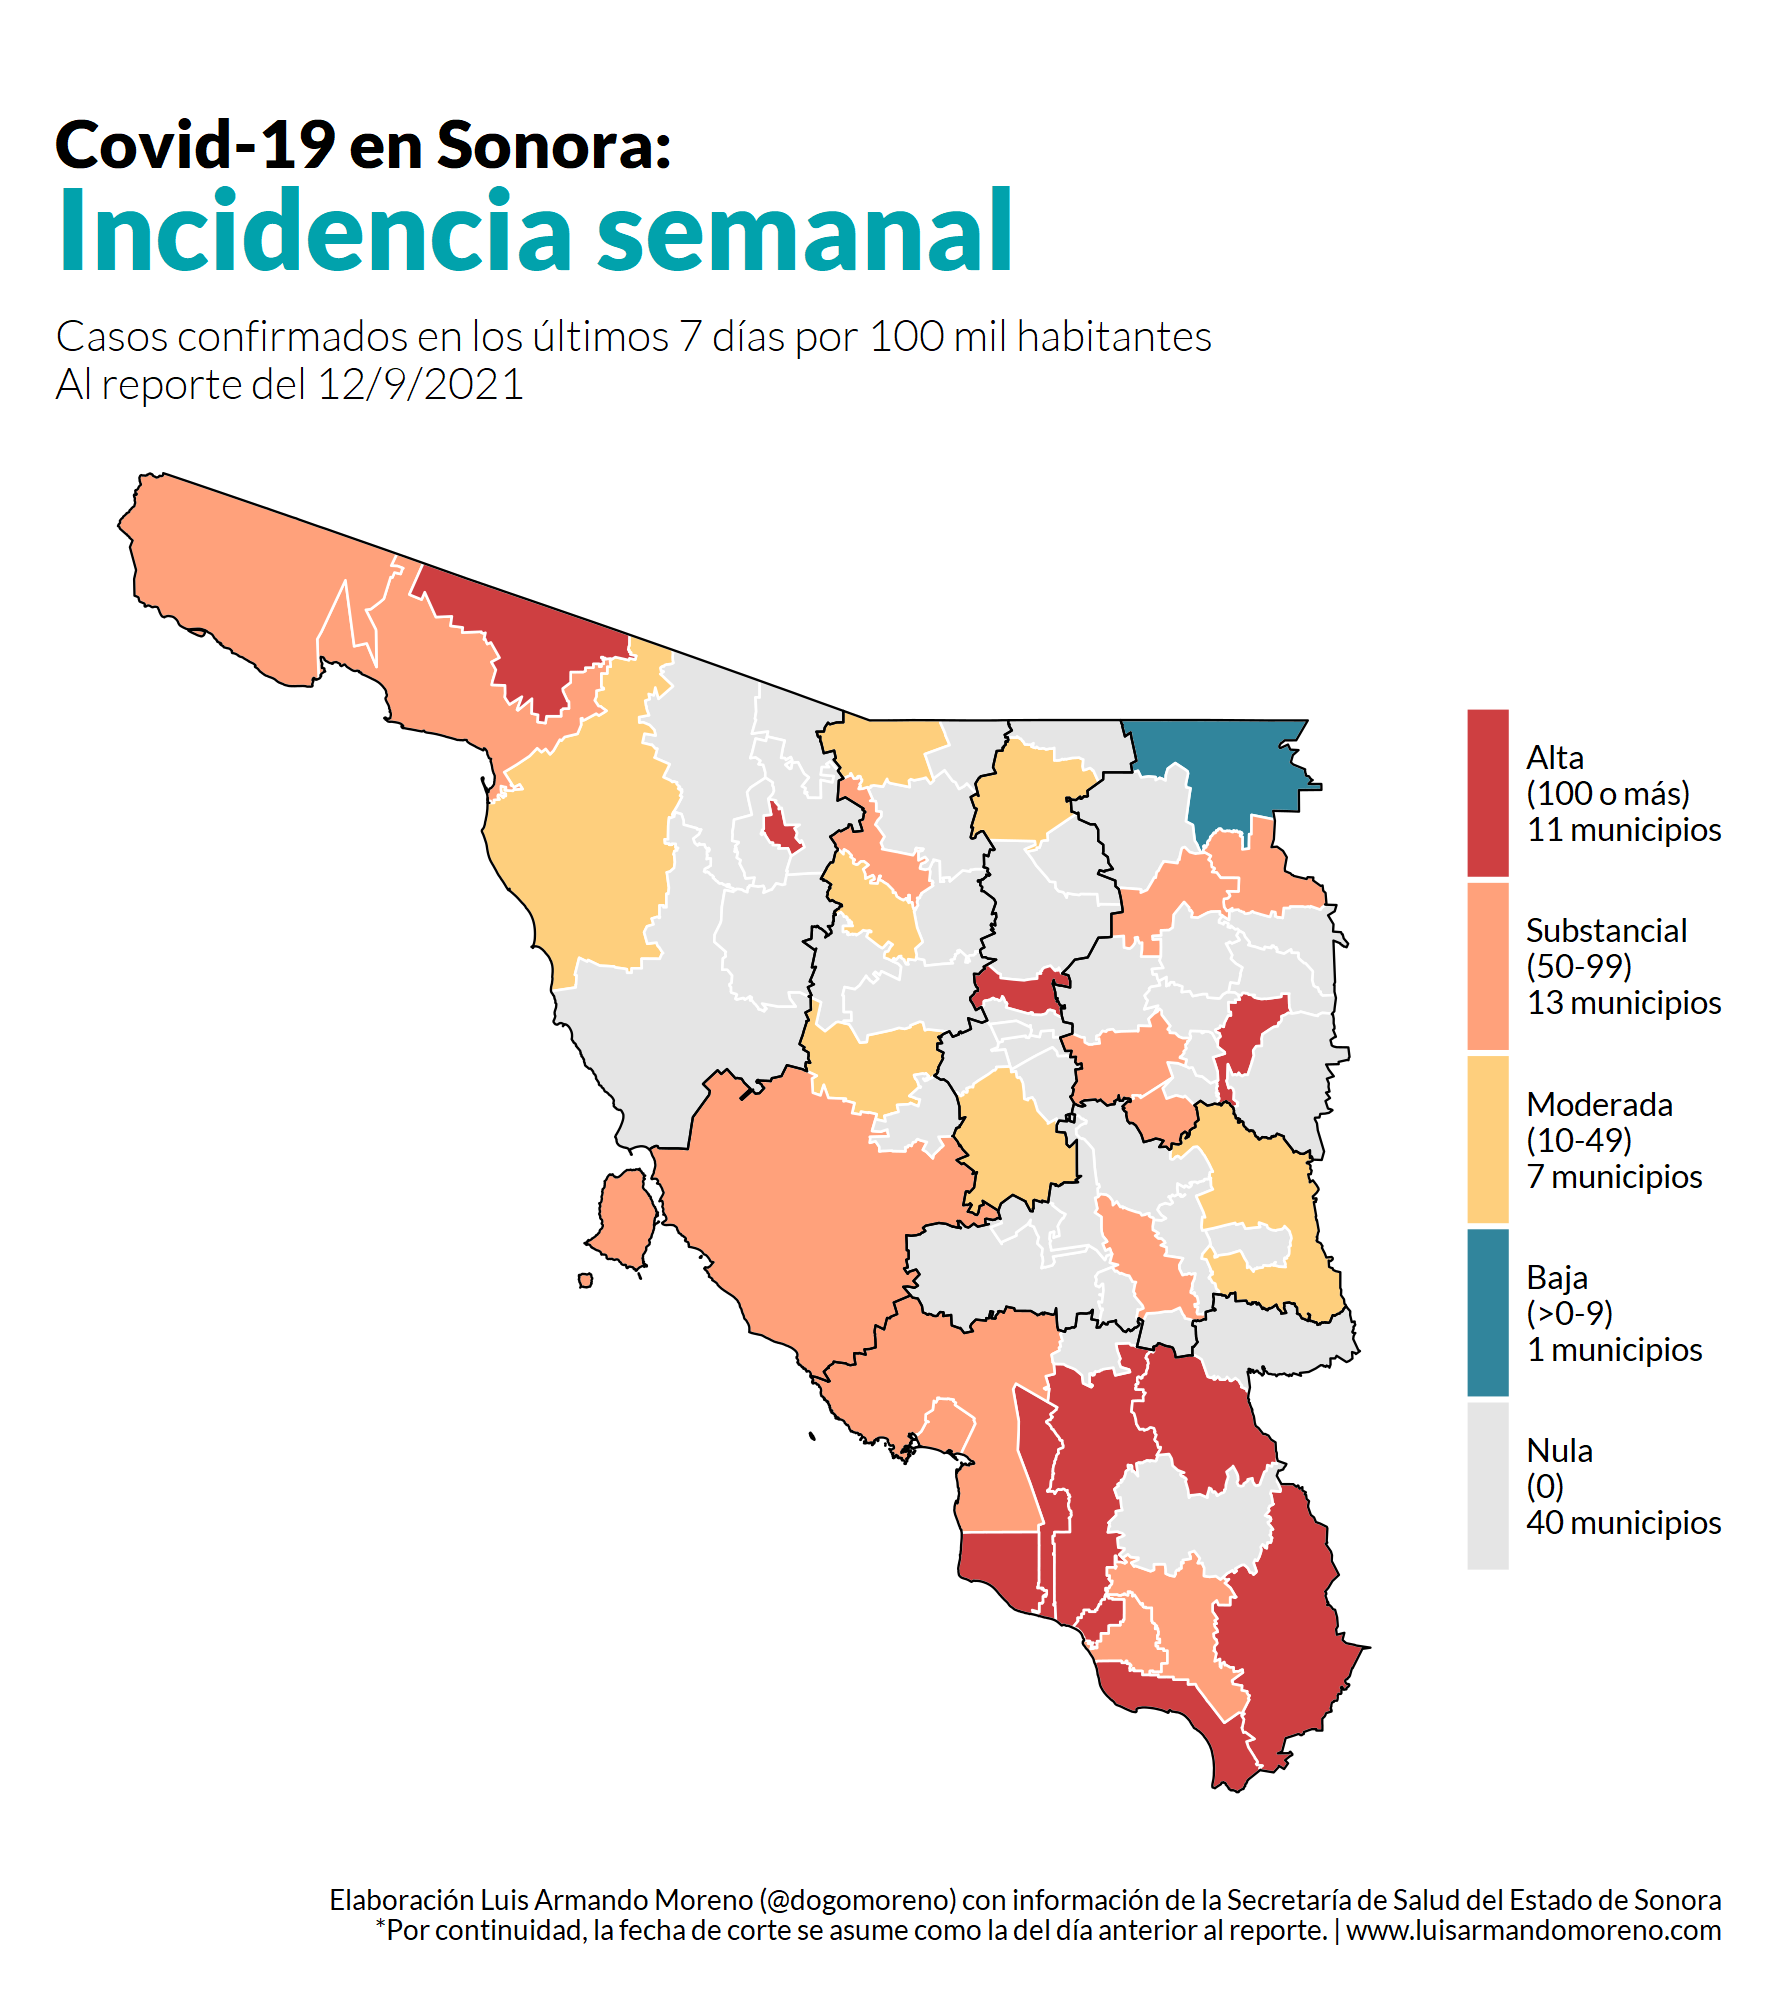 Covid-19 en Sonora:
Incidencia semanal
Casos confirmados en los últimos 7 días por 100 mil habitantes
Al reporte del 12/9/2021
Alta
(100 o más)
11 municipios
Substancial
(50-99)
13 municipios
Moderada
(10-49)
7 municipios
Baja
(>0-9)
1 municipios
Nula
(0)
40 municipios
Elaboración Luis Armando Moreno (@dogomoreno) con información de la Secretaría de Salud del Estado de Sonora
*Por continuidad, la fecha de corte se asume como la del día anterior al reporte. | www.luisarmandomoreno.com